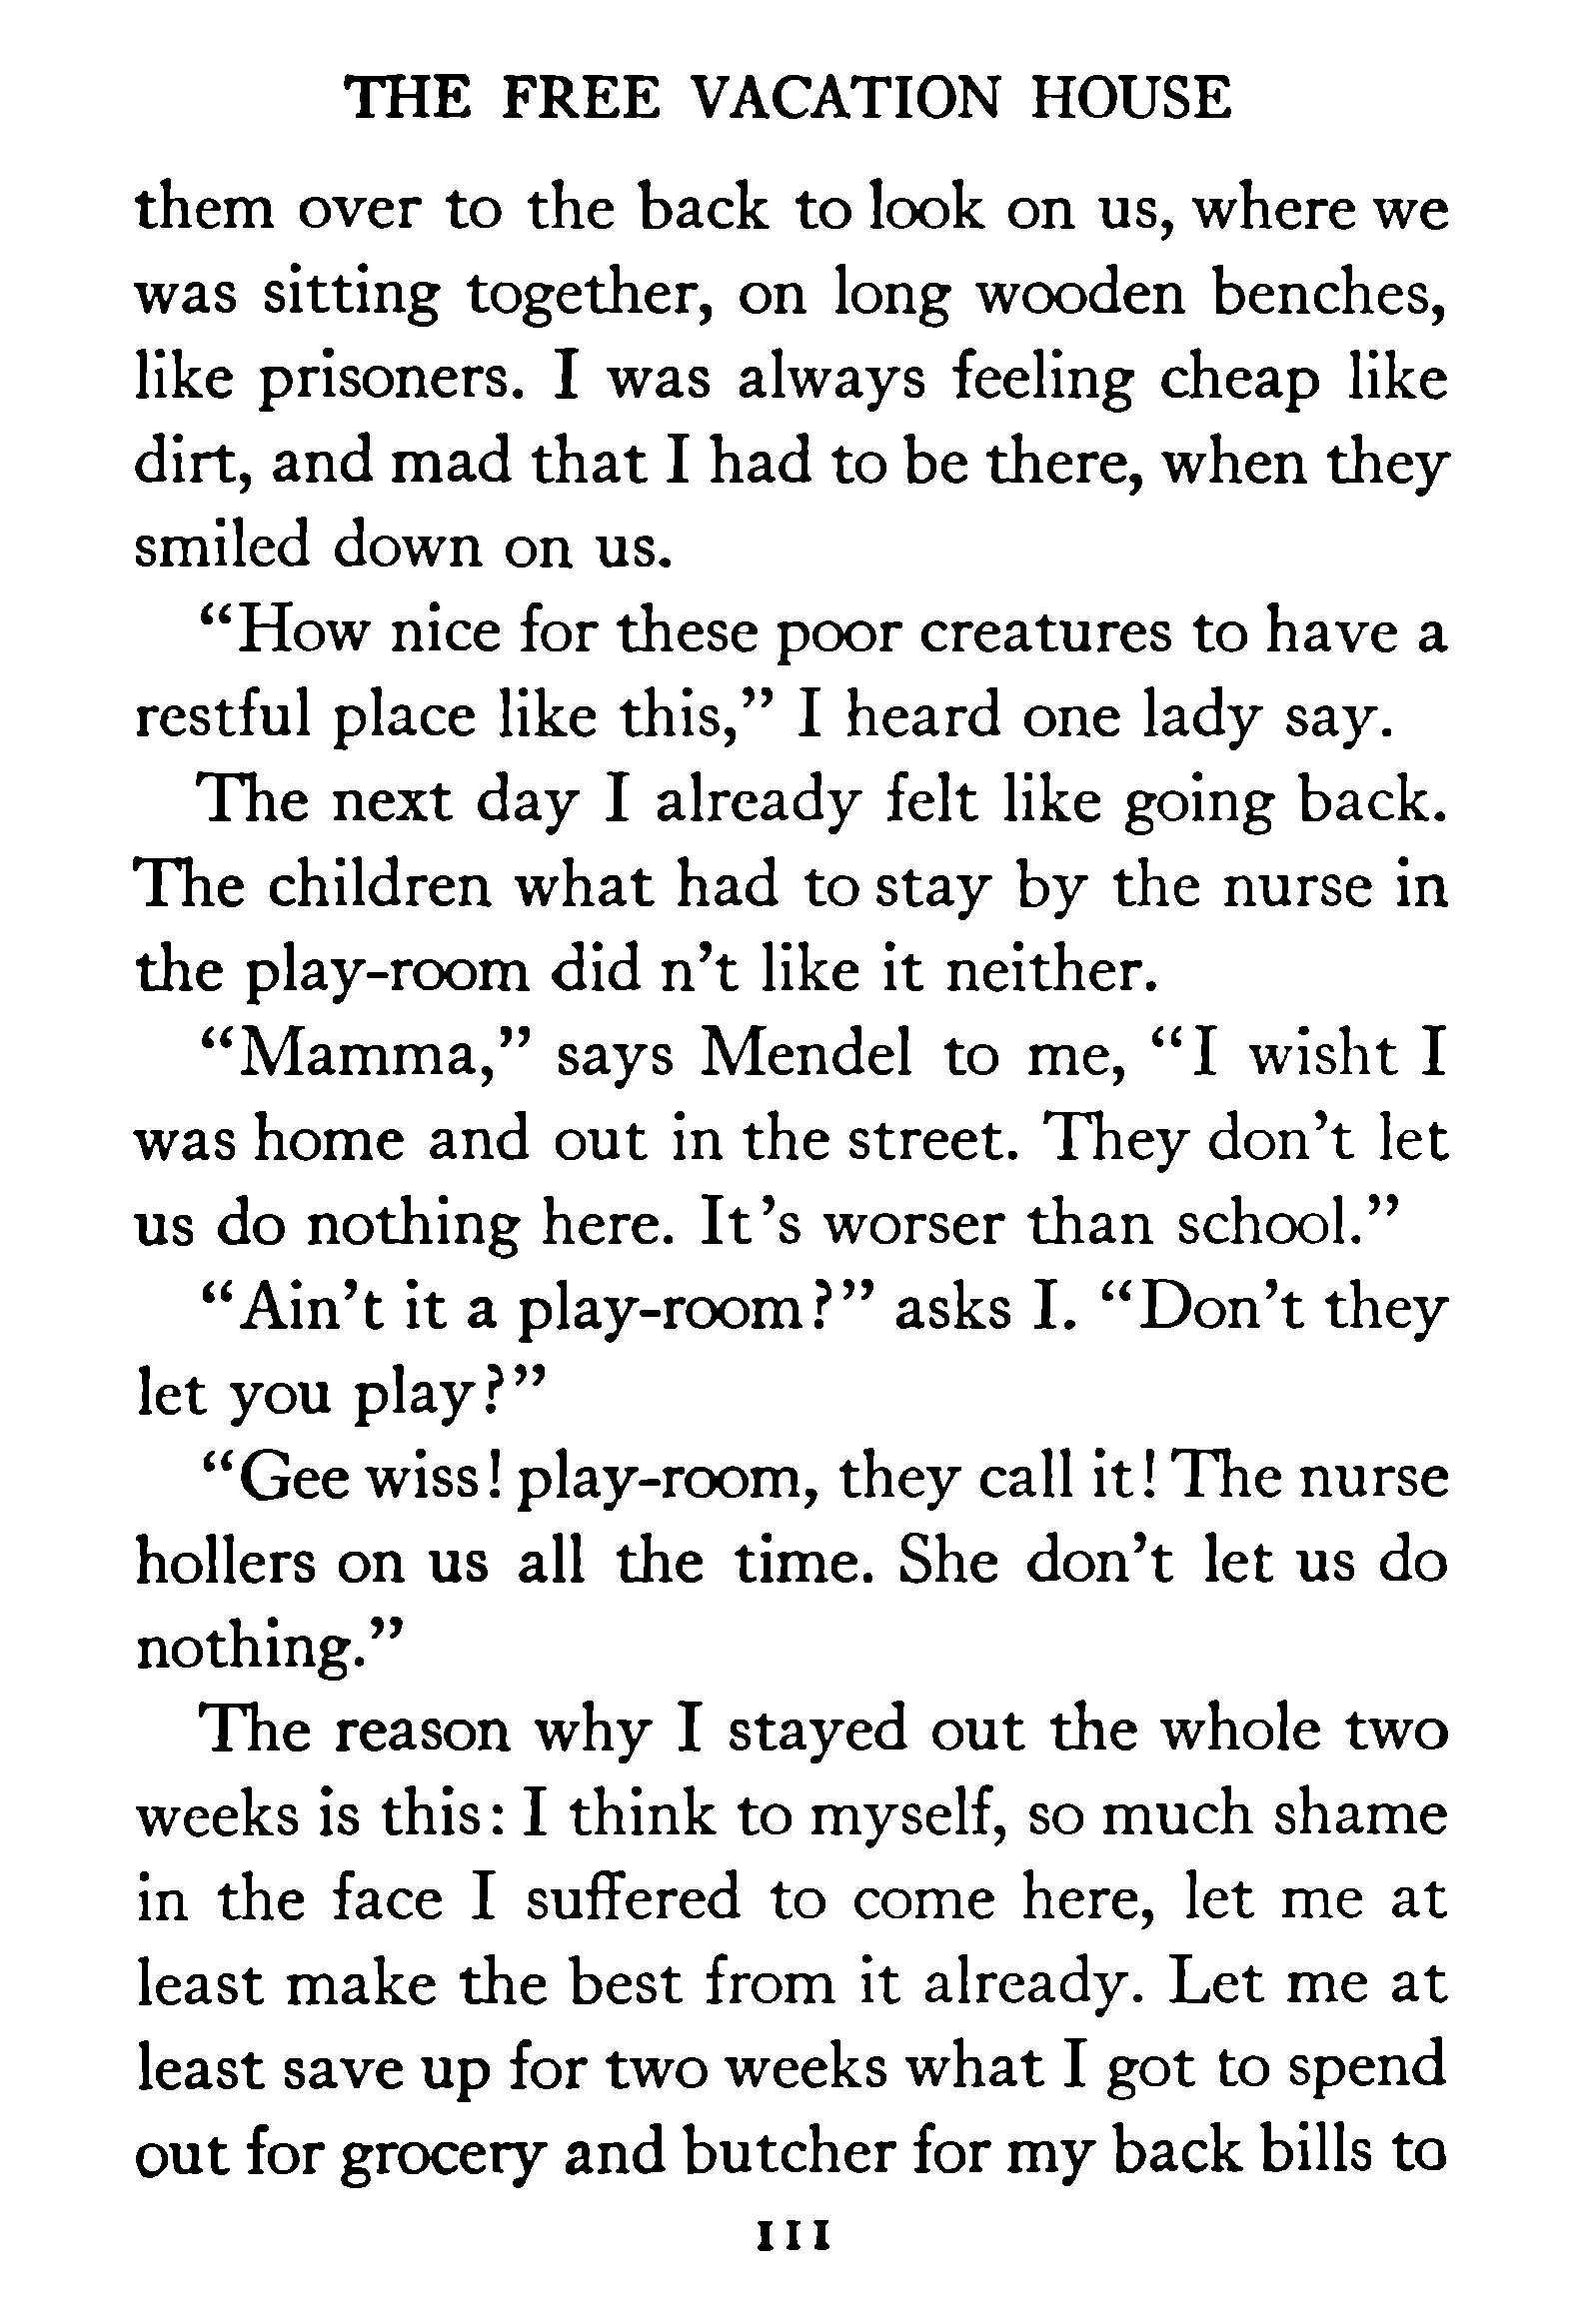 THE FREE VACATION HOUSE
them over to the back to look on us, where we
was sitting together, on long wooden benches,
like prisoners. I was always feeling cheap like
dirt, and mad that I had to be there, when they
smiled down on us.
“How nice for these poor creatures to have a
restful place like this,” I heard one lady say.
The next day I already felt like going back.
The children what had to stay by the nurse in
the play-room did n’t like it neither.
“Mamma,” says Mendel to me, “I wisht I
was home and out in the street. They don’t let
us do nothing here. It’s worser than school.”
“Ain’t it a play-room?” asks I. “Don’t they
let you play?”
“Gee wiss! play-room, they call it! The nurse
hollers on us all the time. She don’t let us do
nothing.”
The reason why I stayed out the whole two
weeks is this: I think to myself, so much shame
in the face I suffered to come here, let me at
least make the best from it already. Let me at
least save up for two weeks what I got to spend
out for grocery and butcher for my back bills to
111